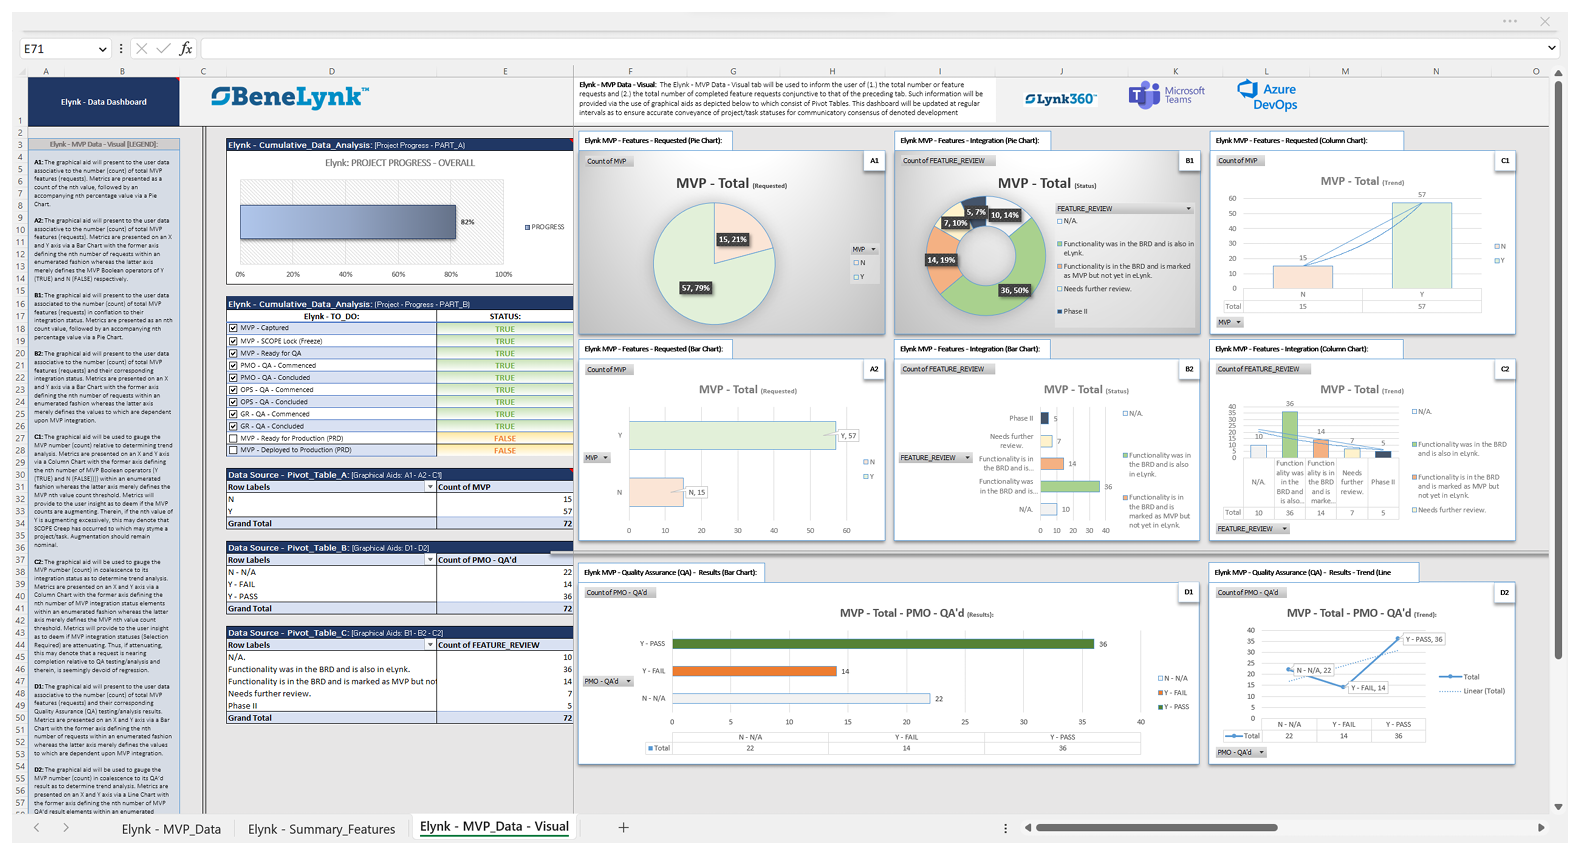 E71
fx
A B C D E F G H I J K L M N O
Elynk - Data Dashboard
BeneLynk™
Elynk - MVP Data - Visual: The Elynk - MVP Data - Visual tab will be used to inform the user of (1.) the total number or feature
requests and (2.) the total number of completed feature requests conjunctive to that of the preceding tab. Such information will be
provided via the use of graphical aids as depicted below to which consist of Pivot Tables. This dashboard will be updated at regular
intervals as to ensure accurate conveyance of project/task statuses for communicatory consensus of denoted development
Lynk360™
Microsoft
Teams
Azure
DevOps
Elynk - MVP Data - Visual [LEGEND]:
A1: The graphical aid will present to the user data
associative to the number (count) of total MVP
features (requests). Metrics are presented as a
count of the nth value, followed by an
accompanying nth percentage value via a Pie
Chart.
A2: The graphical aid will present to the user data
associative to the number (count) of total MVP
features (requests). Metrics are presented on an X
and Y axis via a Bar Chart with the former axis
defining the nth number of requests within an
enumerated fashion whereas the latter axis
merely defines the MVP Boolean operators of Y
(TRUE) and N (FALSE) respectively.
B1: The graphical aid will present to the user data
associated to the number (count) of total MVP
features (requests) in conflation to their
integration status. Metrics are presented as an nth
count value, followed by an accompanying nth
percentage value via a Pie Chart.
B2: The graphical aid will present to the user data
associative to the number (count) of total MVP
features (requests) and their corresponding
integration status. Metrics are presented on an X
and Y axis via a Bar Chart with the former axis
defining the nth number of requests within an
enumerated fashion whereas the latter axis
merely defines the values to which are dependent
upon MVP integration.
C1: The graphical aid will be used to gauge the
MVP number (count) relative to determining trend
analysis. Metrics are presented on an X and Y axis
via a Column Chart with the former axis defining
the nth number of MVP Boolean operators (Y
(TRUE) and N (FALSE))) within an enumerated
fashion whereas the latter axis merely defines the
MVP nth value count threshold. Metrics will
provide to the user insight as to deem if the MVP
counts are augmenting. Therein, if the nth value of
Y is augmenting excessively, this may denote that
SCOPE Creep has occurred to which may styme a
project/task. Augmentation should remain
nominal.
C2: The graphical aid will be used to gauge the
MVP number (count) in coalescence to its
integration status as to determine trend analysis.
Metrics are presented on an X and Y axis via a
Column Chart with the former axis defining the
nth number of MVP integration status elements
within an enumerated fashion whereas the latter
axis merely defines the MVP nth value count
threshold. Metrics will provide to the user insight
as to deem if MVP integration statuses (Selection
Required) are attenuating. Thus, if attenuating,
this may denote that a request is nearing
completion relative to QA testing/analysis and
therein, is seemingly devoid of regression.
D1: The graphical aid will present to the user data
associative to the number (count) of total MVP
features (requests) and their corresponding
Quality Assurance (QA) testing/analysis results.
Metrics are presented on an X and Y axis via a Bar
Chart with the former axis defining the nth
number of requests within an enumerated fashion
whereas the latter axis merely defines the values
to which are dependent upon MVP integration.
D2: The graphical aid will be used to gauge the
MVP number (count) in coalescence to its QA'd
result as to determine trend analysis. Metrics are
presented on an X and Y axis via a Line Chart with
the former axis defining the nth number of MVP
QA'd result elements within an enumerated
Elynk - Cumulative_Data_Analysis: [Project Progress - PART_A]
Elynk: PROJECT PROGRESS - OVERALL
82%
PROGRESS
0% 20% 40% 60% 80% 100%
Elynk - Cumulative_Data_Analysis: [Project - Progress - PART_B]
Elynk - TO_DO: STATUS:
MVP - Captured TRUE
MVP - SCOPE Lock (Freeze) TRUE
MVP - Ready for QA TRUE
PMO - QA - Commenced TRUE
PMO - QA - Concluded TRUE
OPS - QA - Commenced TRUE
OPS - QA - Concluded TRUE
GR - QA - Commenced TRUE
GR - QA - Concluded TRUE
MVP - Ready for Production (PRD) FALSE
MVP - Deployed to Production (PRD) FALSE
Data Source - Pivot_Table_A: [Graphical Aids: A1 - A2 - C1]
Row Labels Count of MVP
N 15
Y 57
Grand Total 72
Data Source - Pivot_Table_B: [Graphical Aids: D1 - D2]
Row Labels Count of PMO - QA'd
N - N/A 22
Y - FAIL 14
Y - PASS 36
Grand Total 72
Data Source - Pivot_Table_C: [Graphical Aids: B1 - B2 - C2]
Row Labels Count of FEATURE_REVIEW
N/A. 10
Functionality was in the BRD and is also in eLynk. 36
Functionality is in the BRD and is marked as MVP but not 14
Needs further review. 7
Phase II 5
Grand Total 72
Elynk MVP - Features - Requested (Pie Chart):
Count of MVP
A1
MVP - Total (Requested)
15, 21%
57, 79%
MVP
N
Y
Elynk MVP - Features - Integration (Pie Chart):
Count of FEATURE_REVIEW
B1
MVP - Total (Status)
5, 7%
10, 14%
7, 10%
14, 19%
36, 50%
FEATURE_REVIEW
N/A.
Functionality was in the BRD and is also in
eLynk.
Functionality is in the BRD and is marked
as MVP but not yet in eLynk.
Needs further review.
Phase II
Elynk MVP - Features - Requested (Column Chart):
Count of MVP
C1
MVP - Total (Trend)
60
50
40
30
20
10
0
15
57
N Y
Total 15 57
N
Y
MVP
Elynk MVP - Features - Requested (Bar Chart):
Count of MVP
A2
MVP - Total (Requested)
Y
Y, 57
MVP
N
N, 15
N
Y
0 10 20 30 40 50 60
Elynk MVP - Features - Integration (Bar Chart):
Count of FEATURE_REVIEW
B2
MVP - Total (Status)
Phase II 5
Needs further
review. 7
Functionality is
in the BRD and is... 14
Functionality was
in the BRD and is... 36
N/A. 10
0 10 20 30 40
FEATURE_REVIEW
N/A.
Functionality was in
the BRD and is also
in eLynk.
Functionality is in
the BRD and is
marked as MVP but
not yet in eLynk.
Elynk MVP - Features - Integration (Column Chart):
Count of FEATURE_REVIEW
C2
MVP - Total (Trend)
40
35
30
25
20
15
10
5
0
10 36 14 7 5
N/A.
Function
ality was
in the
BRD and
is also...
Function
ality is in
the BRD
and is
marke...
Needs
further
review.
Phase II
Total 10 36 14 7 5
N/A.
Functionality was in the BRD
and is also in eLynk.
Functionality is in the BRD
and is marked as MVP but
not yet in eLynk.
Needs further review.
FEATURE_REVIEW
Elynk MVP - Quality Assurance (QA) - Results (Bar Chart):
Count of PMO - QA'd
D1
MVP - Total - PMO - QA'd (Results):
Y - PASS 36
Y - FAIL 14
N - N/A 22
PMO - QA'd
0 5 10 15 20 25 30 35 40
N - N/A Y - FAIL Y - PASS
Total 22 14 36
N - N/A
Y - FAIL
Y - PASS
Elynk MVP - Quality Assurance (QA) - Results - Trend (Line
Count of PMO - QA'd
D2
MVP - Total - PMO - QA'd (Trend):
40
35
30
25
20
15
10
5
0
N - N/A, 22
Y - FAIL, 14
Y - PASS, 36
N - N/A Y - FAIL Y - PASS
Total 22 14 36
Total
Linear (Total)
PMO - QA'd
Elynk - MVP_Data
Elynk - Summary_Features
Elynk - MVP_Data - Visual